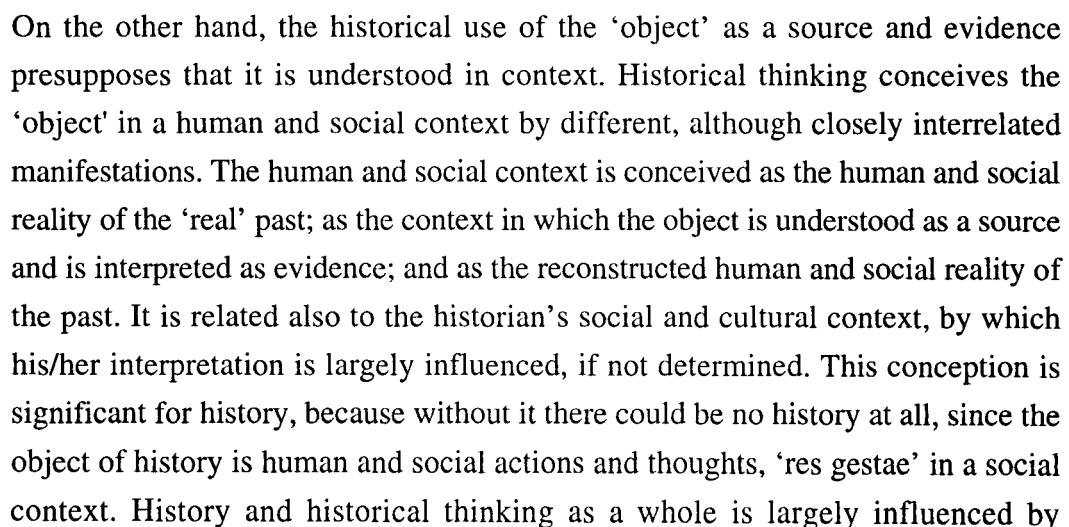 On the other hand, the historical use of the ‘object’ as a source and evidence
presupposes that it is understood in context. Historical thinking conceives the
‘object' in a human and social context by different, although closely interrelated
manifestations. The human and social context is conceived as the human and social
reality of the ‘real’ past; as the context in which the object is understood as a source
and is interpreted as evidence; and as the reconstructed human and social reality of
the past. It is related also to the historian’s social and cultural context, by which
his/her interpretation is largely influenced, if not determined. This conception is
significant for history, because without it there could be no history at all, since the
object of history is human and social actions and thoughts, ‘res gestae’ in a social
context. History and historical thinking as a whole is largely influenced by